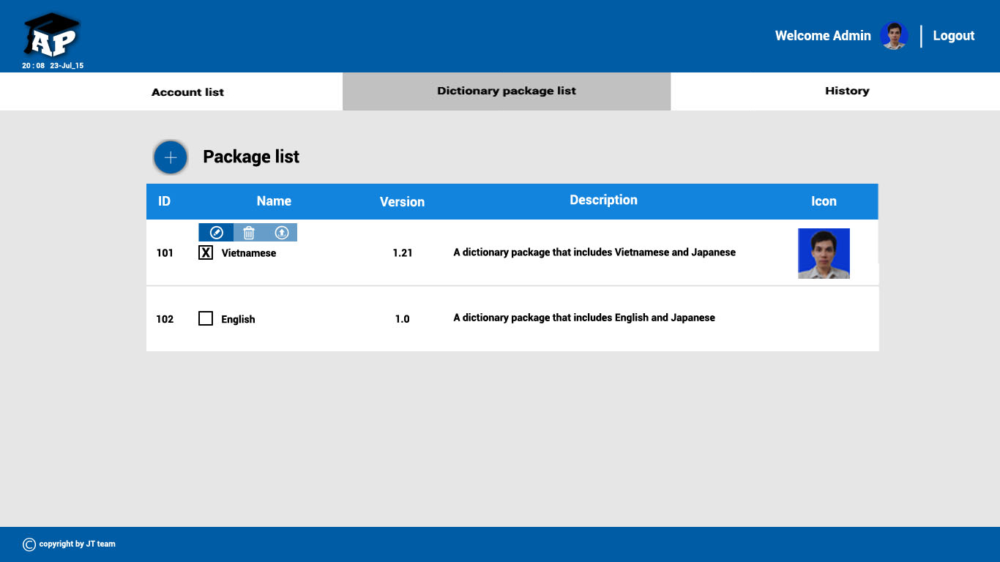 AP
20 : 08 23-Jul_15
Welcome Admin
Logout
Account list
Dictionary package list
History
Package list
ID Name Version Description Icon
101 X Vietnamese 1.21 A dictionary package that includes Vietnamese and Japanese
102 English 1.0 A dictionary package that includes English and Japanese
© copyright by JT team